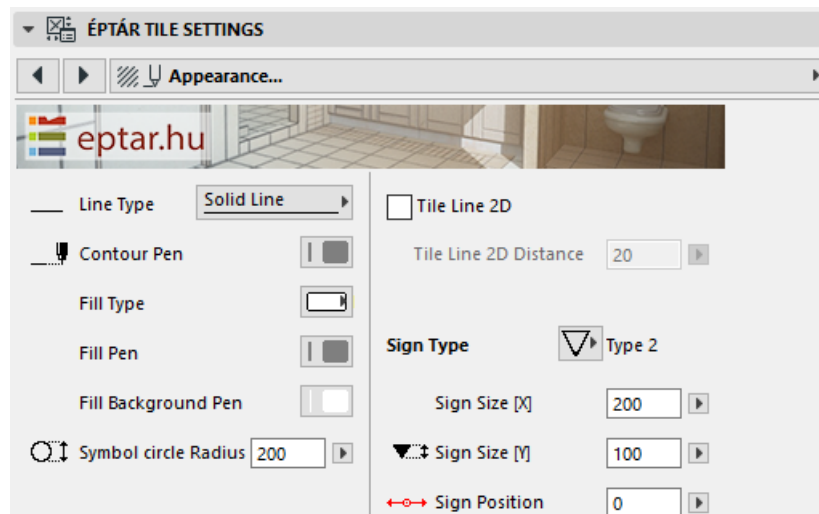 ÉPTÁR TILE SETTINGS
Appearance...
eptar.hu
Line Type
Solid Line
Contour Pen
Fill Type
Fill Pen
Fill Background Pen
Symbol circle Radius 200
Tile Line 2D
Tile Line 2D Distance 20
Sign Type
Type 2
Sign Size [X] 200
Sign Size [Y] 100
Sign Position 0